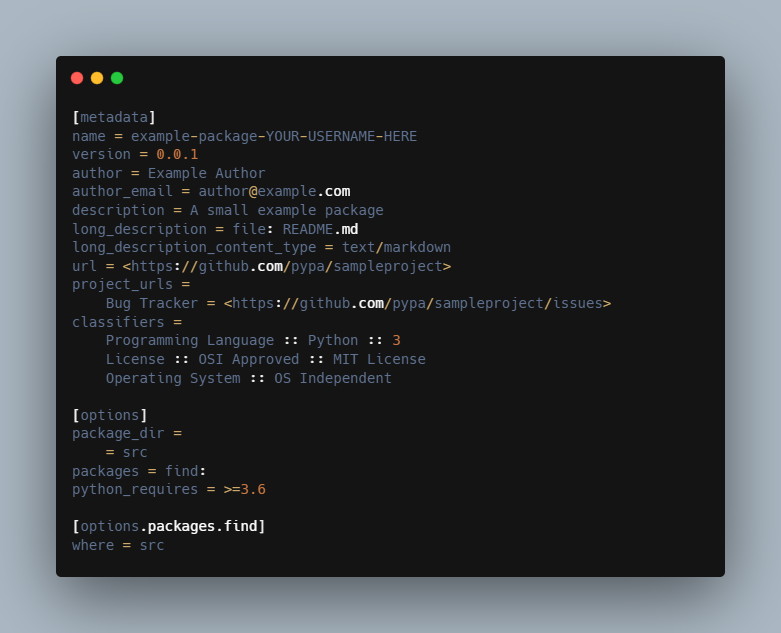 [metadata]
name = example-package-YOUR-USERNAME-HERE
version = 0.0.1
author = Example Author
author_email = author@example.com
description = A small example package
long_description = file: README.md
long_description_content_type = text/markdown
url = <https://github.com/pypa/sampleproject>
project_urls =
    Bug Tracker = <https://github.com/pypa/sampleproject/issues>
classifiers =
    Programming Language :: Python :: 3
    License :: OSI Approved :: MIT License
    Operating System :: OS Independent

[options]
package_dir =
    = src
packages = find:
python_requires = >=3.6

[options.packages.find]
where = src